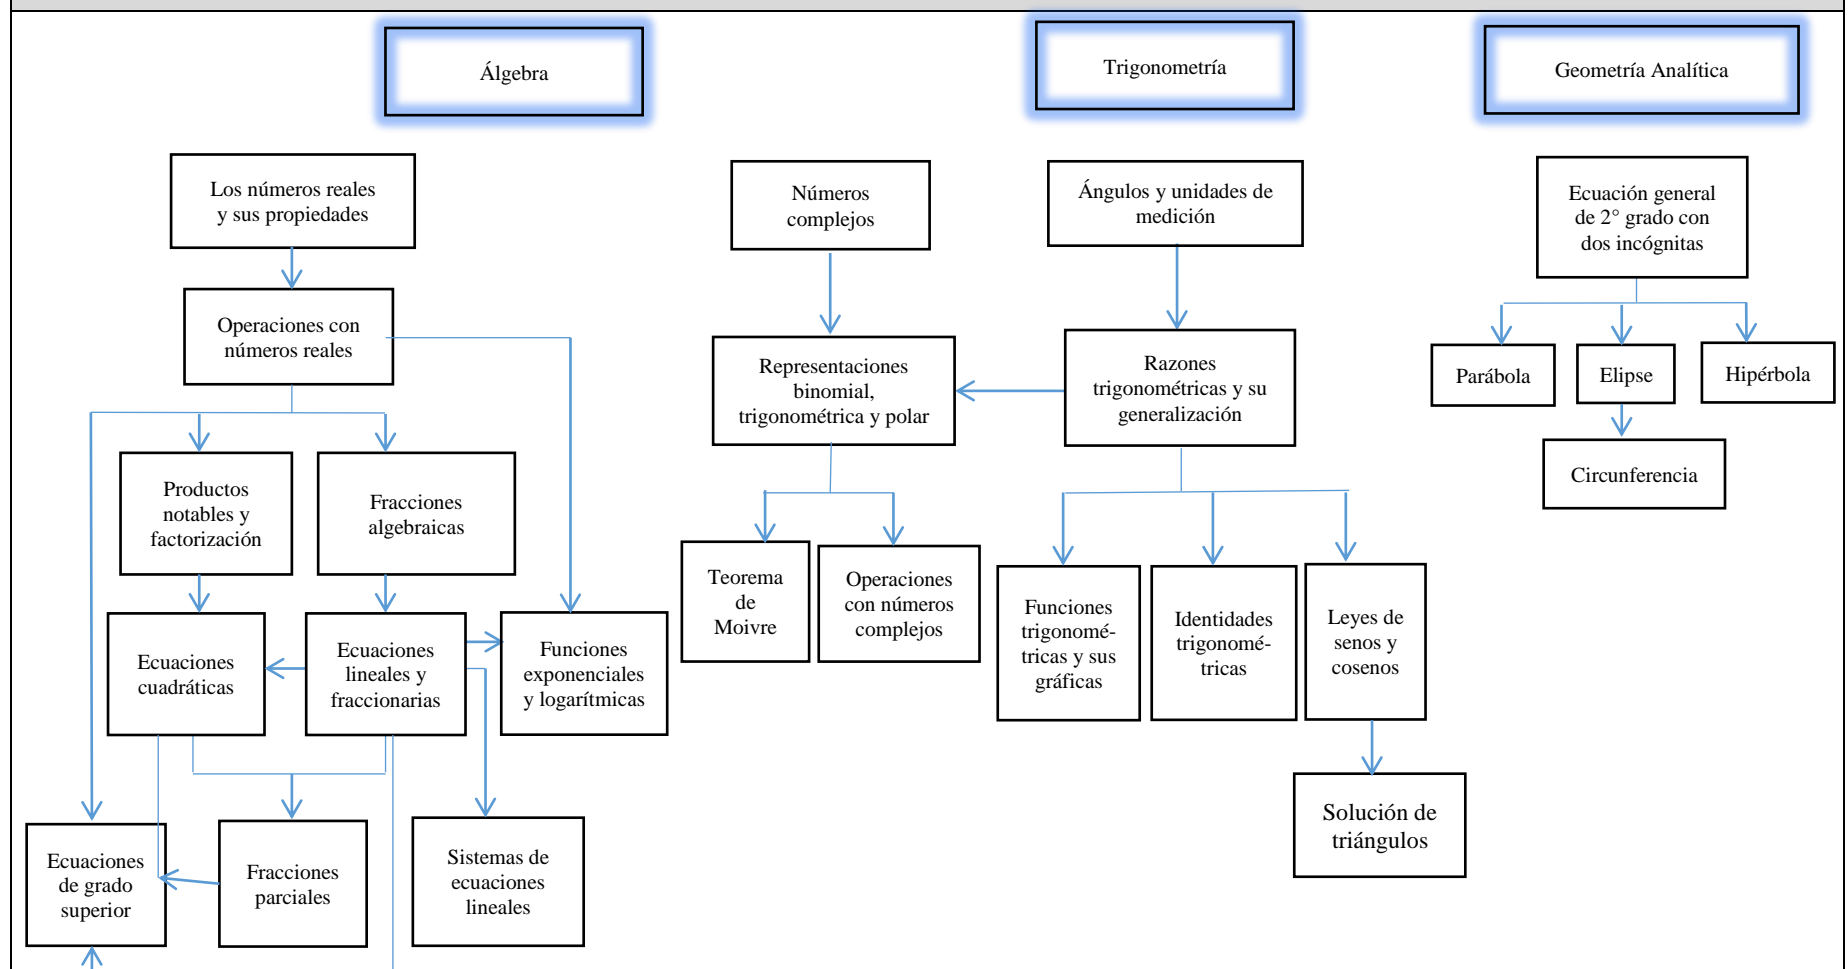 Álgebra
Trigonometría
Geometría Analítica
Los números reales
y sus propiedades
Números
complejos
Ángulos y unidades de
medición
Ecuación general
de 2° grado con
dos incógnitas
Operaciones con
números reales
Representaciones
binomial,
trigonométrica y polar
Razones
trigonométricas y su
generalización
Parábola
Elipse
Hipérbola
Circunferencia
Productos
notables y
factorización
Fracciones
algebraicas
Teorema
de
Moivre
Operaciones
con números
complejos
Funciones
trigonomé-
tricas y sus
gráficas
Identidades
trigonomé-
tricas
Leyes de
senos y
cosenos
Ecuaciones
cuadráticas
Ecuaciones
lineales y
fraccionarias
Funciones
exponenciales
y logarítmicas
Solución de
triángulos
Ecuaciones
de grado
superior
Fracciones
parciales
Sistemas de
ecuaciones
lineales